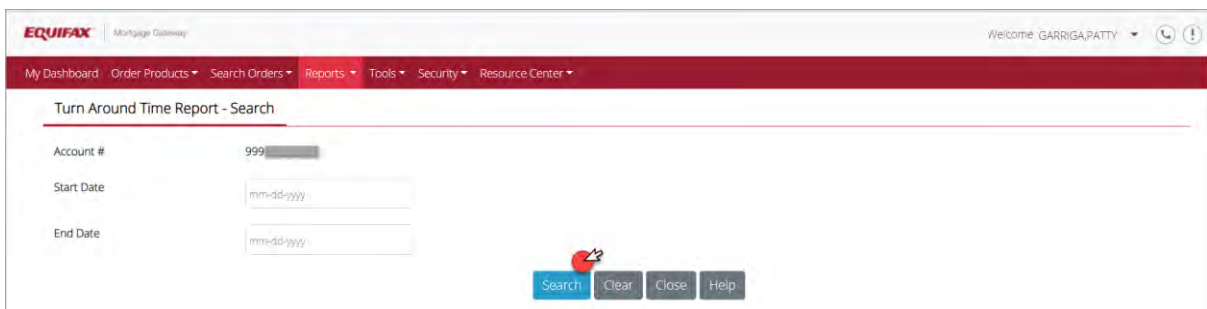 EQUIFAX Mortgage Gateway Welcome GARRIGA,PATTY
My Dashboard Order Products Search Orders Reports Tools Security Resource Center
Turn Around Time Report - Search
Account # 999
Start Date mm-dd-yyyy
End Date mm-dd-yyyy
Search Clear Close Help